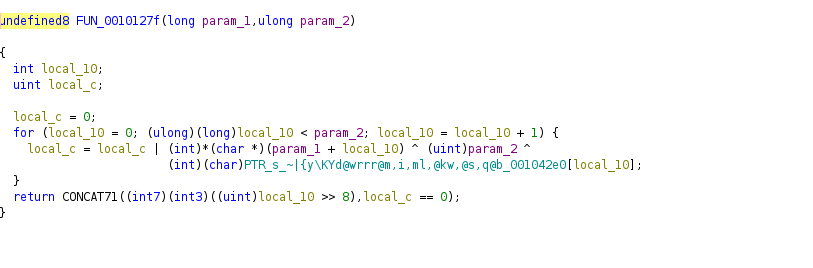 undefined8 FUN_0010127f(long param_1,ulong param_2)
{
int local_10;
uint local_c;
local_c = 0;
for (local_10 = 0; (ulong)(long)local_10 < param_2; local_10 = local_10 + 1) {
local_c = local_c | (int)*(char *)(param_1 + local_10) ^ (uint)param_2 ^
(int)(char)PTR_s_~|{y\KYd@wrrr@m,i,ml,@kw,@s,q@b_001042e0[local_10];
}
return CONCAT71((int7)(int3)((uint)local_10 >> 8),local_c == 0);
}